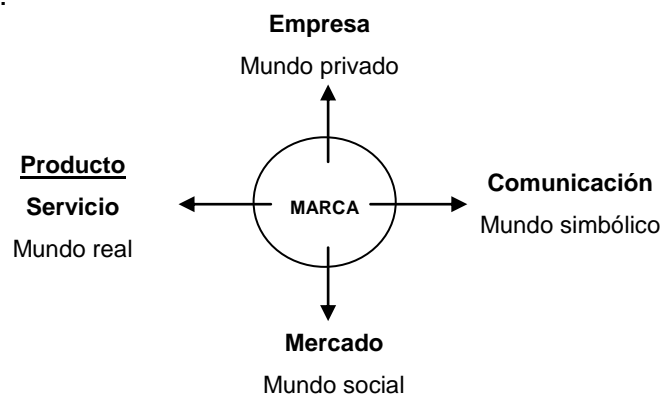 .
Empresa
Mundo privado
Producto
Servicio
Mundo real
MARCA
Comunicación
Mundo simbólico
Mercado
Mundo social